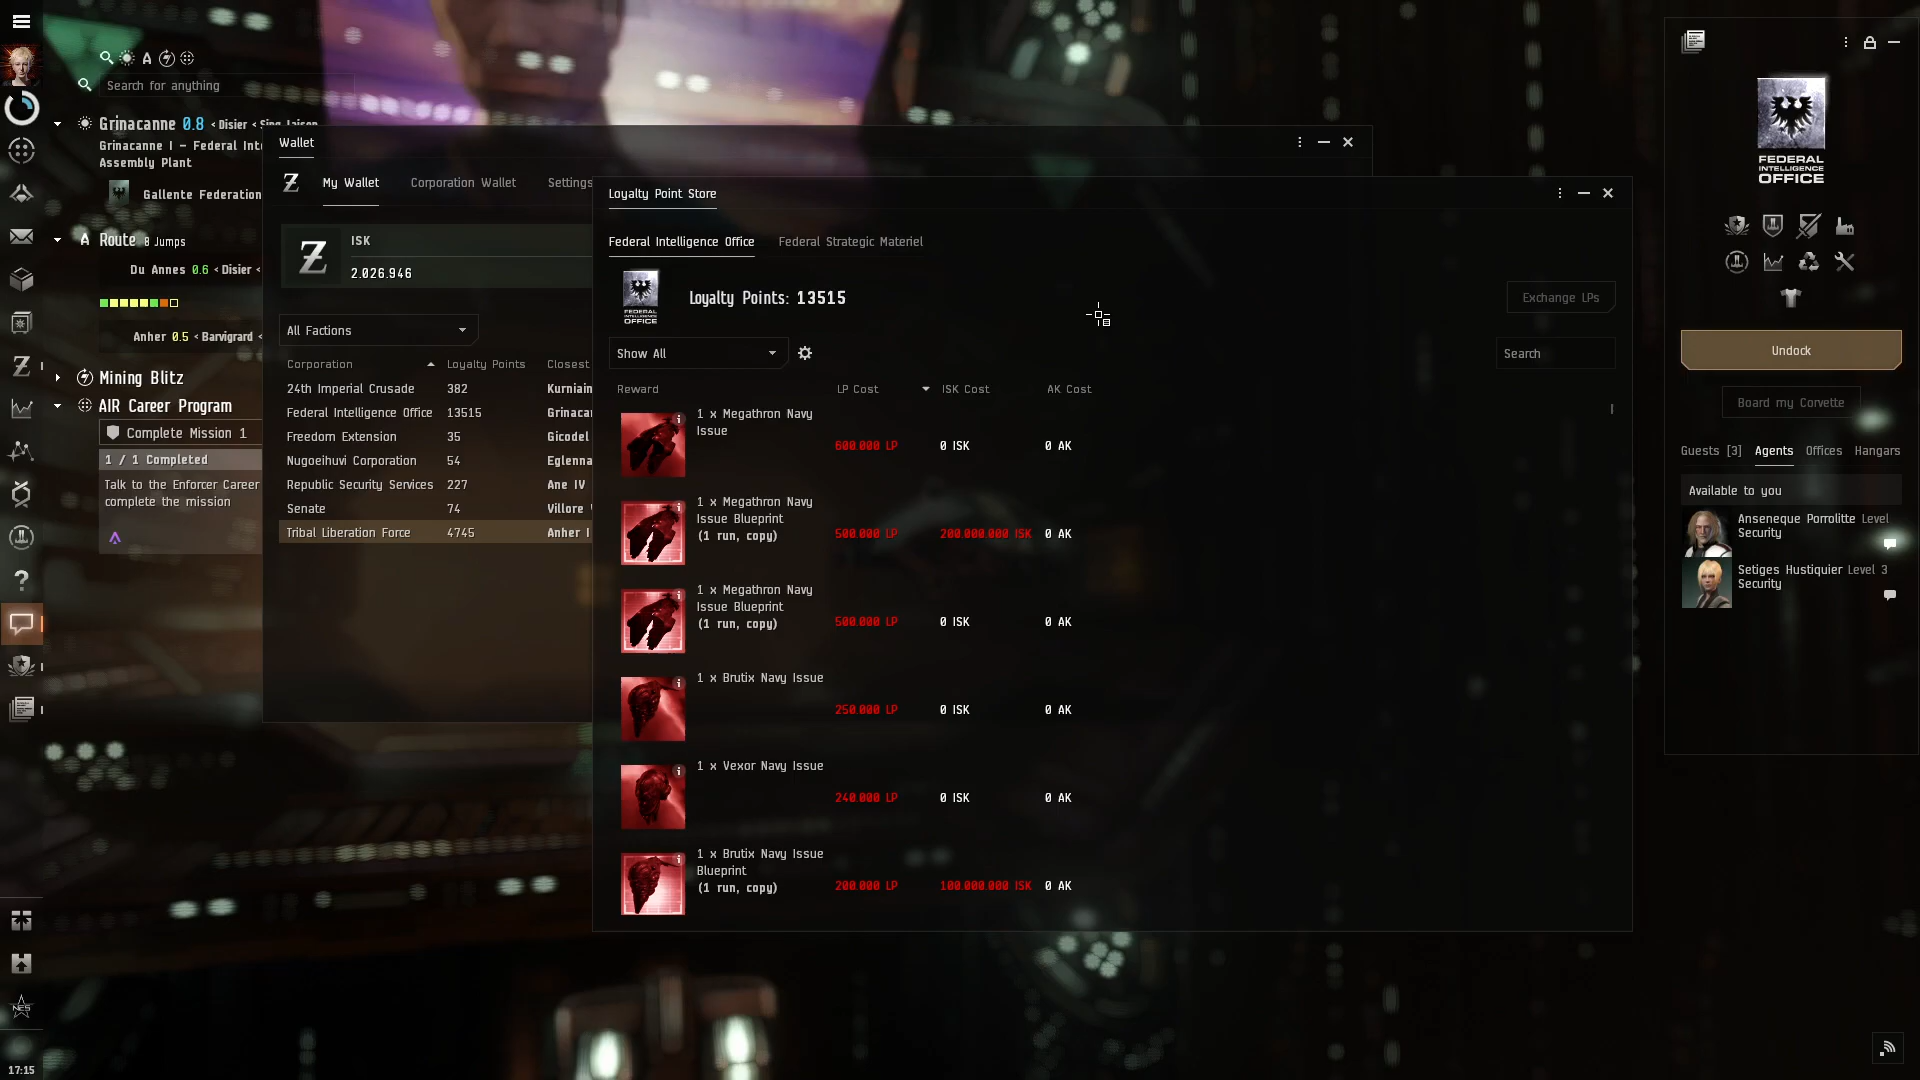 Search for anything
Grinacanne 0.8 < Disier < Sing Laison
Grinacanne I - Federal Inte
Assembly Plant
Gallente Federation
Route 8 Jumps
Du Annes 0.6 < Disier <
Anher 0.5 < Barvigrard <
Mining Blitz
AIR Career Program
Complete Mission 1
1 / 1 Completed
Talk to the Enforcer Career
complete the mission
17:15
Wallet
My Wallet
Corporation Wallet
Settings
ISK
2.026.946
All Factions
Corporation Loyalty Points Closest
24th Imperial Crusade 382 Kurniain
Federal Intelligence Office 13515 Grinacan
Freedom Extension 35 Gicodel
Nugoeihuvi Corporation 54 Eglenna
Republic Security Services 227 Ane IV
Senate 74 Villore
Tribal Liberation Force 4745 Anher I
Loyalty Point Store
Federal Intelligence Office
Federal Strategic Materiel
FEDERAL
INTELLIGENCE
OFFICE
Loyalty Points: 13515
Exchange LPs
Show All
Search
Reward LP Cost ISK Cost AK Cost
1 x Megathron Navy
Issue
600.000 LP 0 ISK 0 AK
1 x Megathron Navy
Issue Blueprint
(1 run, copy)
500.000 LP 200.000.000 ISK 0 AK
1 x Megathron Navy
Issue Blueprint
(1 run, copy)
500.000 LP 0 ISK 0 AK
1 x Brutix Navy Issue
250.000 LP 0 ISK 0 AK
1 x Vexor Navy Issue
240.000 LP 0 ISK 0 AK
1 x Brutix Navy Issue
Blueprint
(1 run, copy)
200.000 LP 100.000.000 ISK 0 AK
FEDERAL
INTELLIGENCE
OFFICE
Undock
Board my Corvette
Guests [3] Agents Offices Hangars
Available to you
Anseneque Porrolitte Level
Security
Setiges Hustiquier Level 3
Security
NES